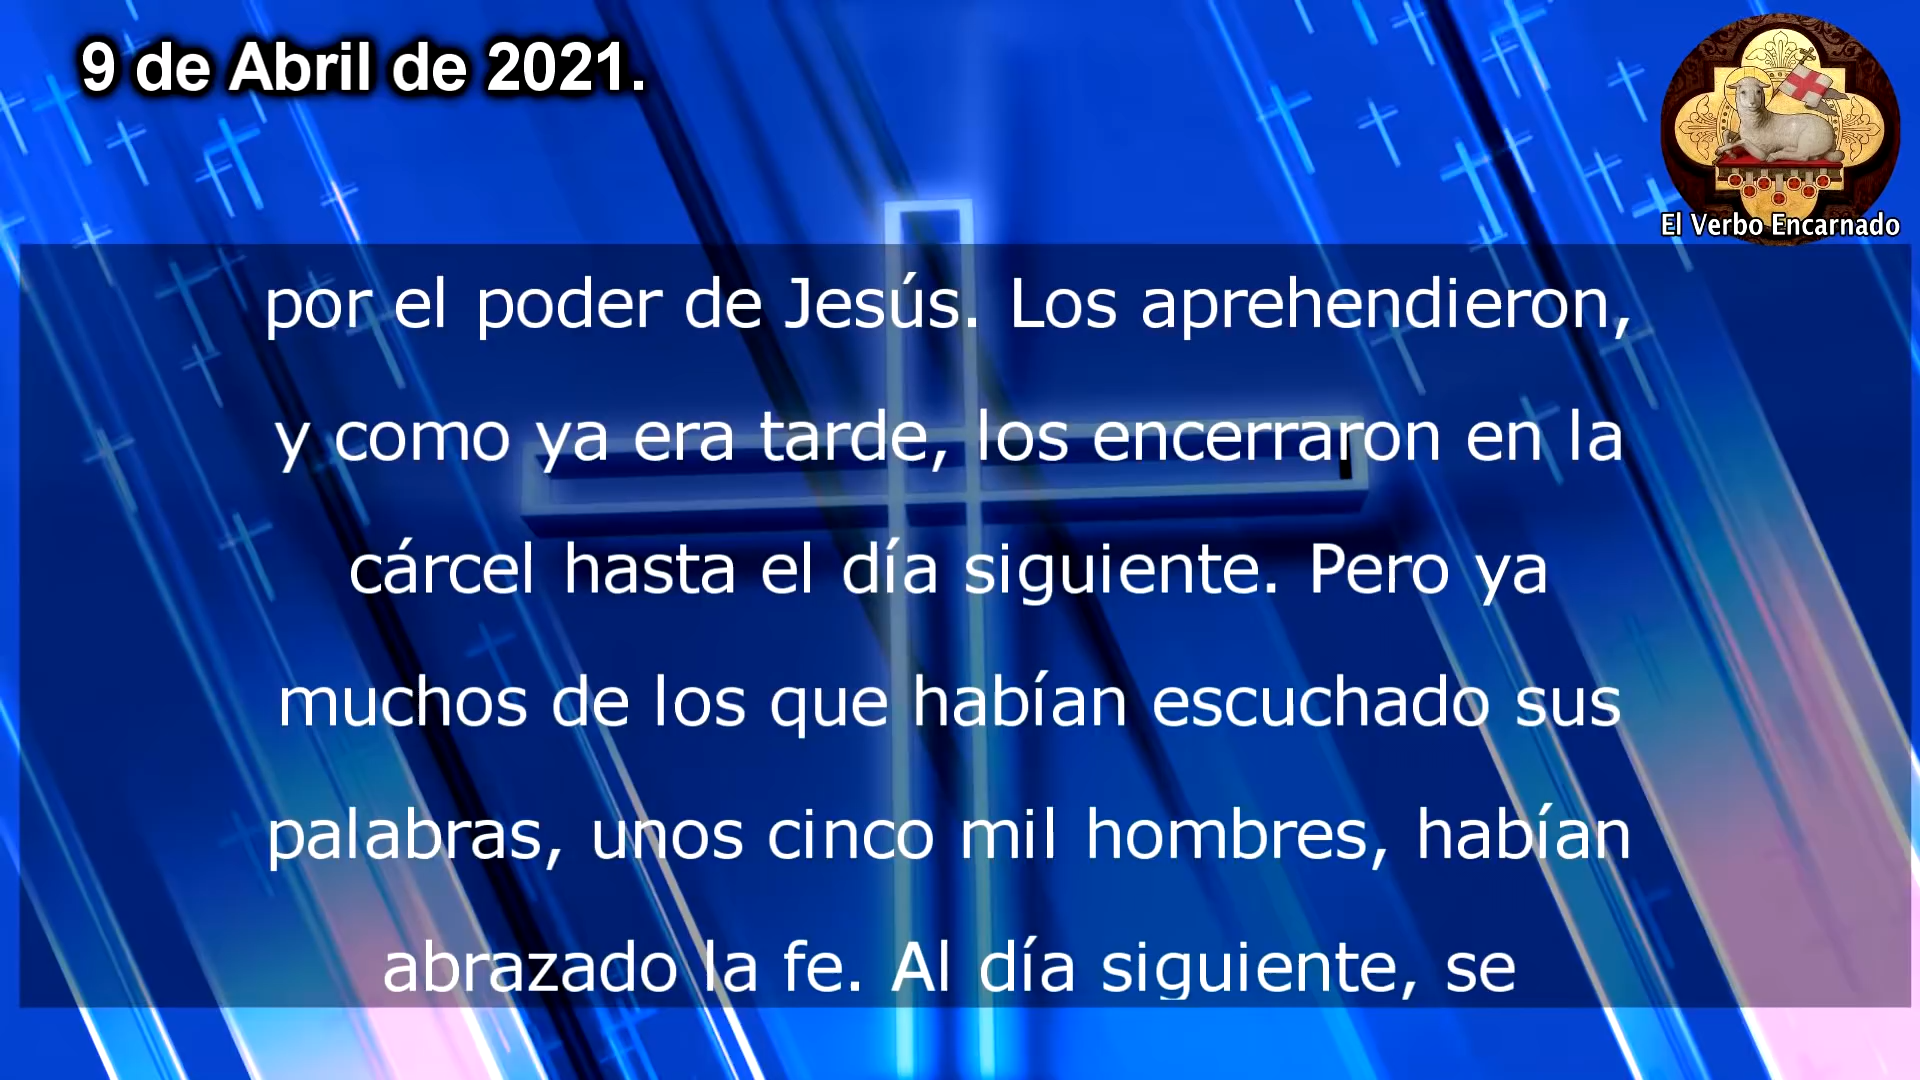 9 de Abril de 2021.
El Verbo Encarnado
por el poder de Jesús. Los aprehendieron,
y como ya era tarde, los encerraron en la
cárcel hasta el día siguiente. Pero ya
muchos de los que habían escuchado sus
palabras, unos cinco mil hombres, habían
abrazado la fe. Al día siguiente, se